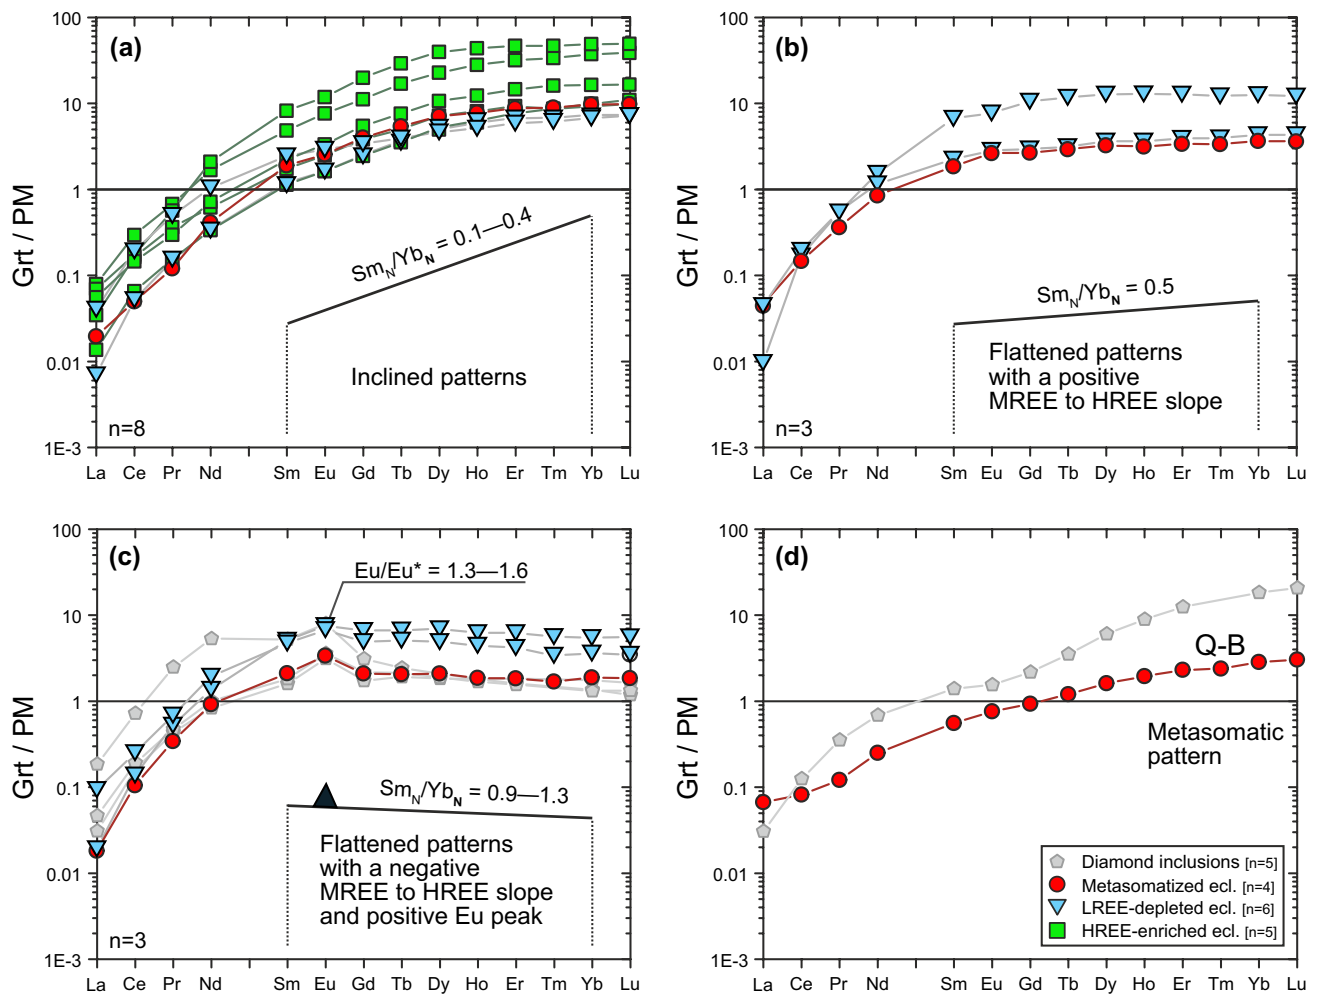 (a)
Grt / PM
100
10
1
0.1
0.01
1E-3
SmN/YbN = 0.1—0.4
Inclined patterns
n=8
La Ce Pr Nd Sm Eu Gd Tb Dy Ho Er Tm Yb Lu
(b)
Grt / PM
100
10
1
0.1
0.01
1E-3
SmN/YbN = 0.5
Flattened patterns
with a positive
MREE to HREE slope
n=3
La Ce Pr Nd Sm Eu Gd Tb Dy Ho Er Tm Yb Lu
(c)
Grt / PM
100
10
1
0.1
0.01
1E-3
Eu/Eu* = 1.3—1.6
SmN/YbN = 0.9—1.3
Flattened patterns
with a negative
MREE to HREE slope
and positive Eu peak
n=3
La Ce Pr Nd Sm Eu Gd Tb Dy Ho Er Tm Yb Lu
(d)
Grt / PM
100
10
1
0.1
0.01
1E-3
Q-B
Metasomatic
pattern
Diamond inclusions [n=5]
Metasomatized ecl. [n=4]
LREE-depleted ecl. [n=6]
HREE-enriched ecl. [n=5]
La Ce Pr Nd Sm Eu Gd Tb Dy Ho Er Tm Yb Lu